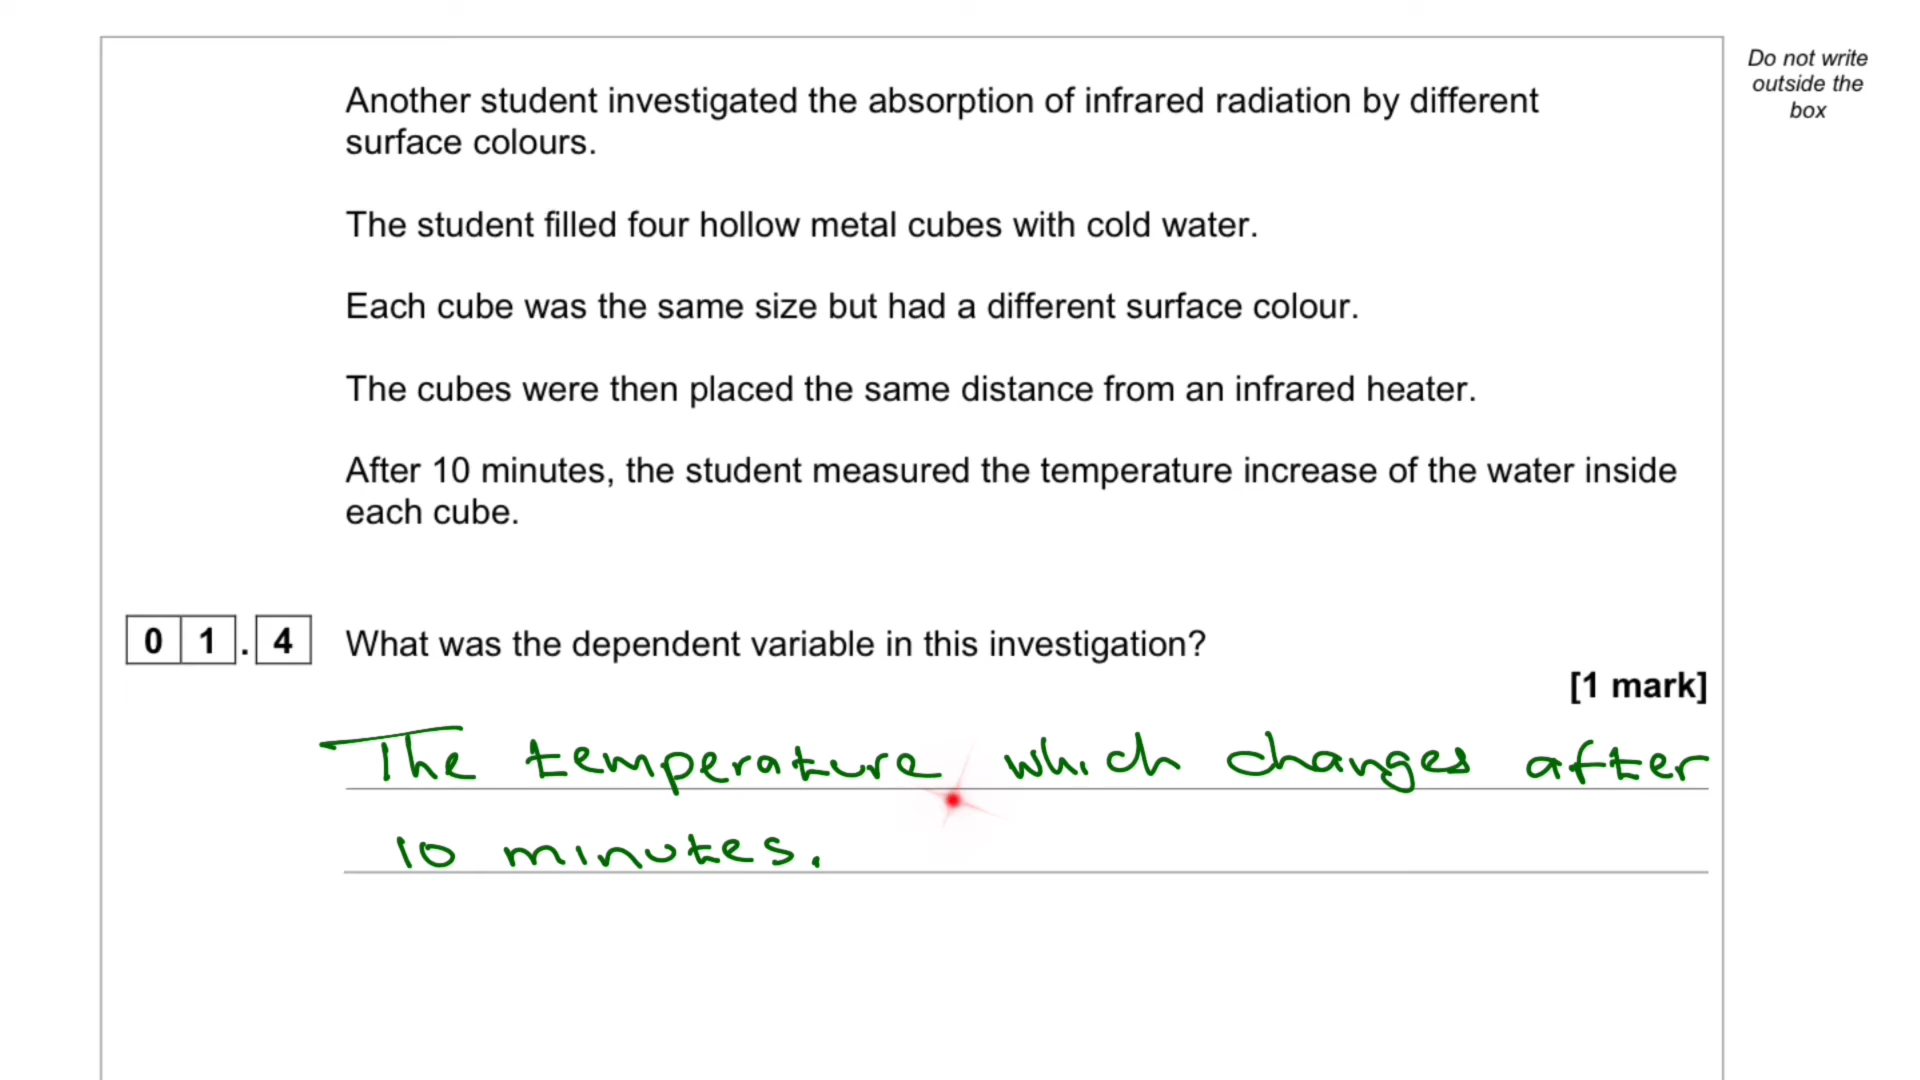 Do not write
outside the
box
Another student investigated the absorption of infrared radiation by different
surface colours.
The student filled four hollow metal cubes with cold water.
Each cube was the same size but had a different surface colour.
The cubes were then placed the same distance from an infrared heater.
After 10 minutes, the student measured the temperature increase of the water inside
each cube.
0 1 . 4 What was the dependent variable in this investigation?
[1 mark]
The temperature which changes after
10 minutes.